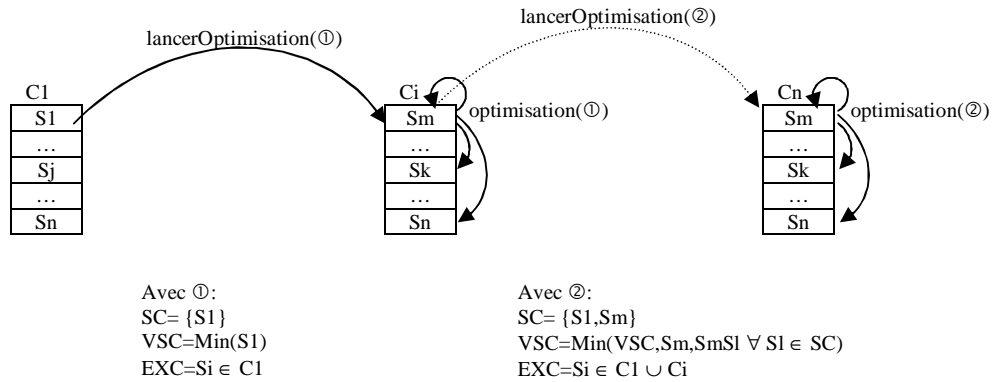 lancerOptimisation(②)
lancerOptimisation(①)
C1
Ci
Cn
S1
Sm
optimisation(①)
Sm
optimisation(②)
…
…
…
Sj
Sk
Sk
…
…
…
Sn
Sn
Sn
Avec ①:
SC= {S1}
VSC=Min(S1)
EXC=Si ∈ C1
Avec ②:
SC= {S1,Sm}
VSC=Min(VSC,Sm,SmSl ∀ Sl ∈ SC)
EXC=Si ∈ C1 ∪ Ci